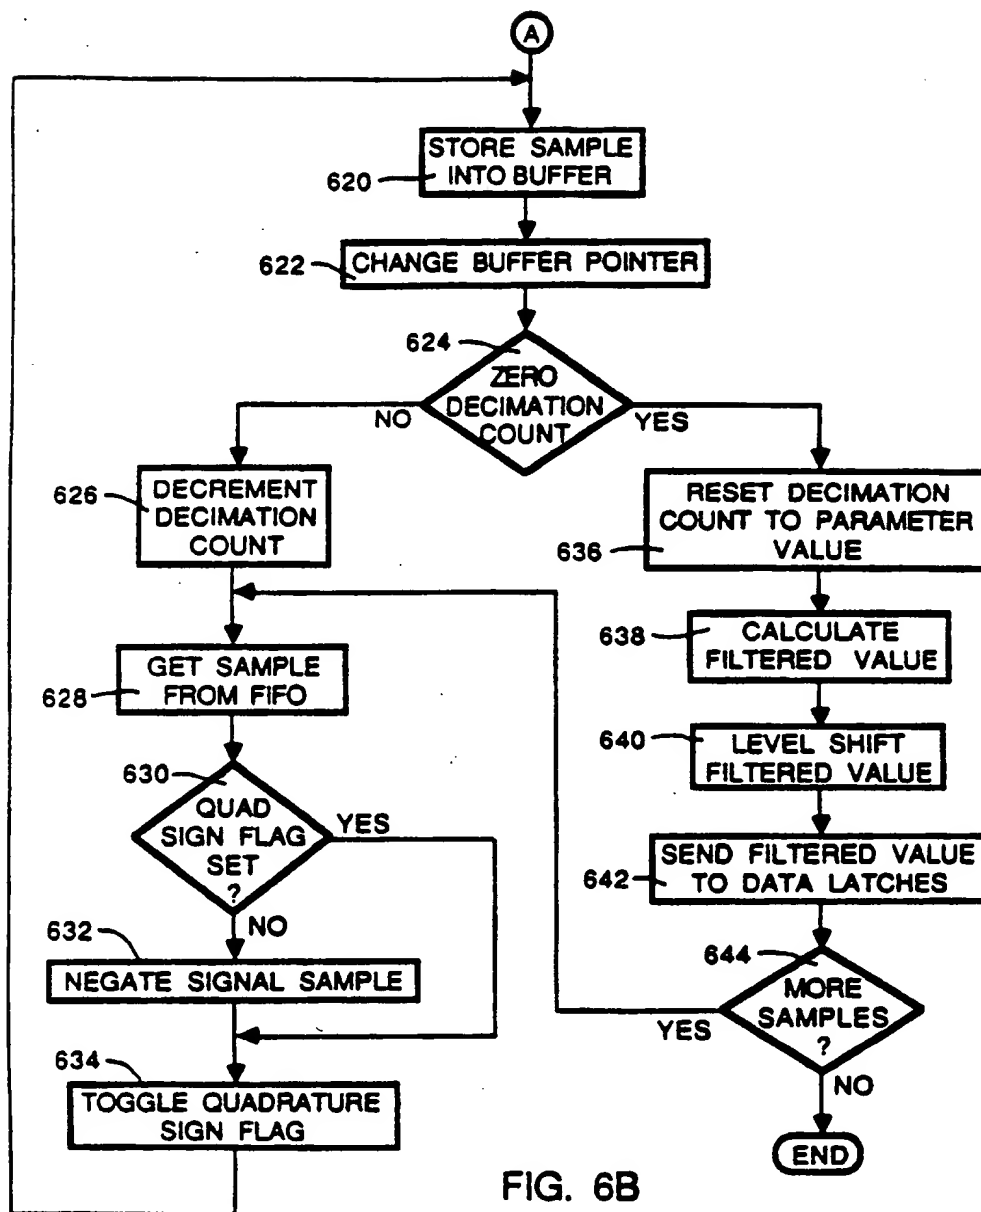 A
STORE SAMPLE
INTO BUFFER
620
CHANGE BUFFER POINTER
622
624
ZERO
DECIMATION
COUNT
NO
YES
DECREMENT
DECIMATION
COUNT
626
RESET DECIMATION
COUNT TO PARAMETER
VALUE
636
GET SAMPLE
FROM FIFO
628
CALCULATE
FILTERED VALUE
638
630
QUAD
SIGN FLAG
SET
?
YES
NO
640
LEVEL SHIFT
FILTERED VALUE
SEND FILTERED VALUE
TO DATA LATCHES
642
632
NEGATE SIGNAL SAMPLE
644
MORE
SAMPLES
?
YES
NO
634
TOGGLE QUADRATURE
SIGN FLAG
END
FIG. 6B